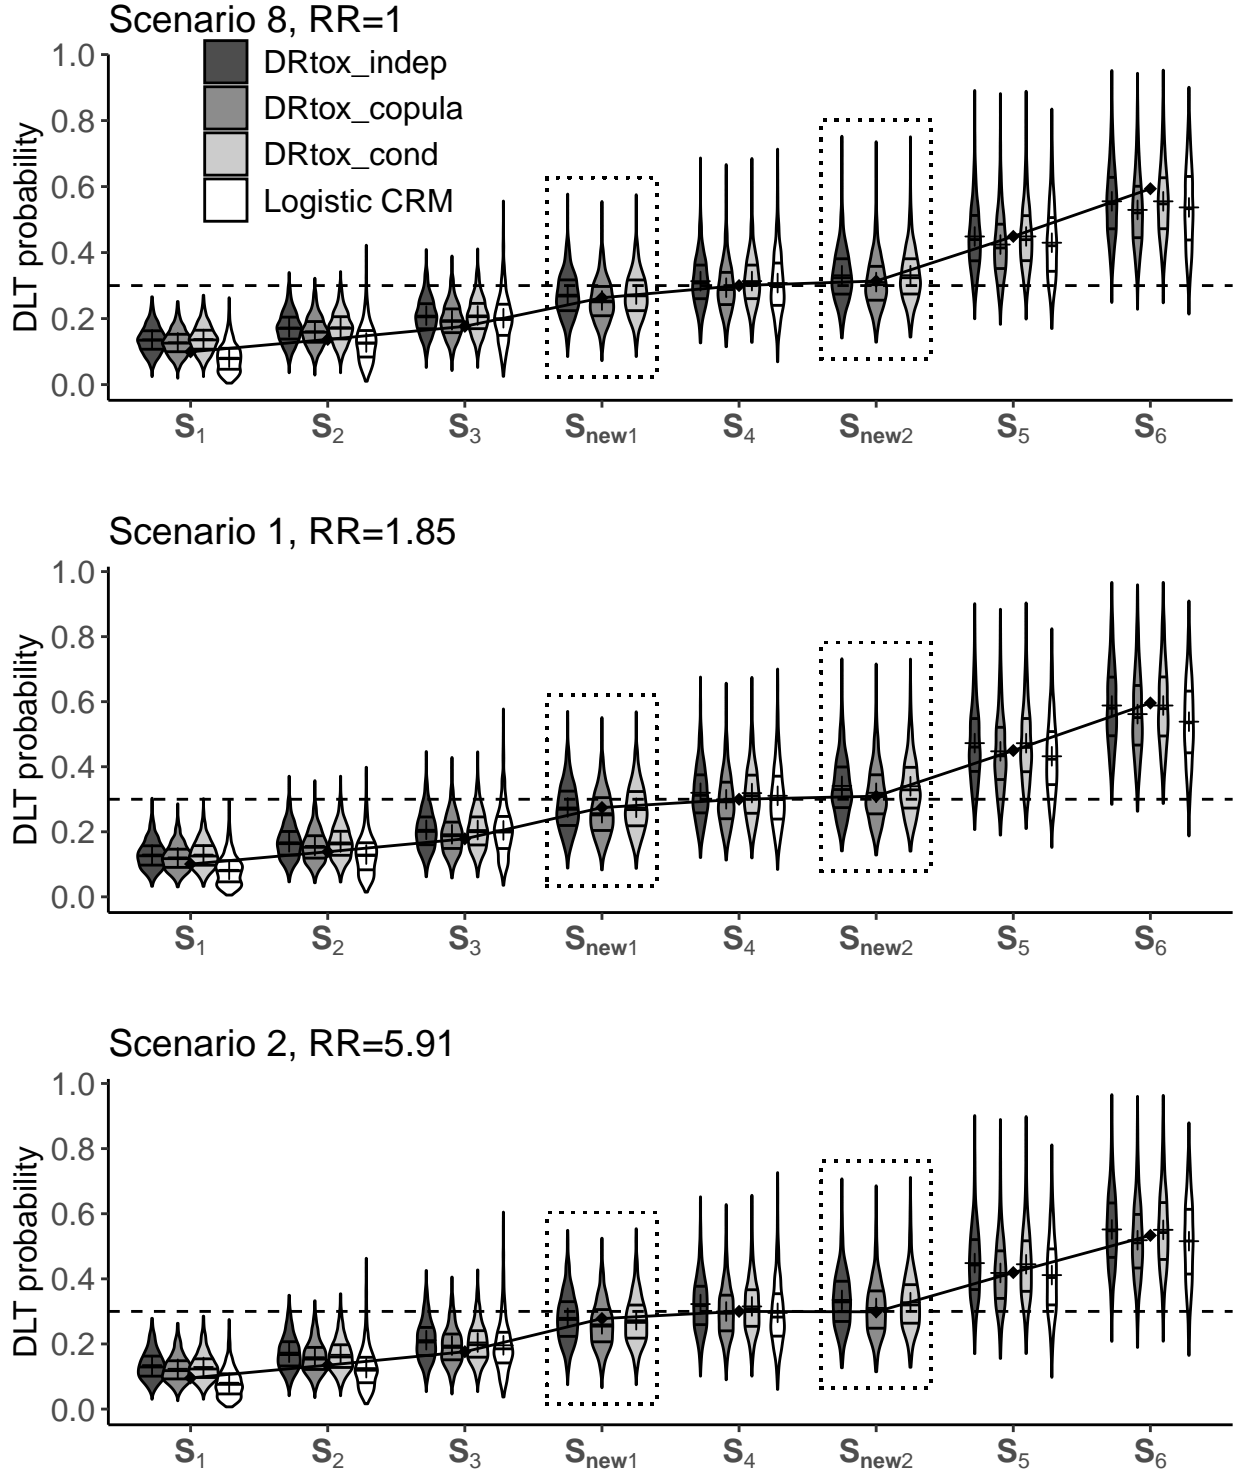 Scenario 8, RR=1
DRtox_indep
DRtox_copula
DRtox_cond
Logistic CRM
DLT probability
1.0
0.8
0.6
0.4
0.2
0.0
S1 S2 S3 Snew1 S4 Snew2 S5 S6
Scenario 1, RR=1.85
DLT probability
1.0
0.8
0.6
0.4
0.2
0.0
S1 S2 S3 Snew1 S4 Snew2 S5 S6
Scenario 2, RR=5.91
DLT probability
1.0
0.8
0.6
0.4
0.2
0.0
S1 S2 S3 Snew1 S4 Snew2 S5 S6